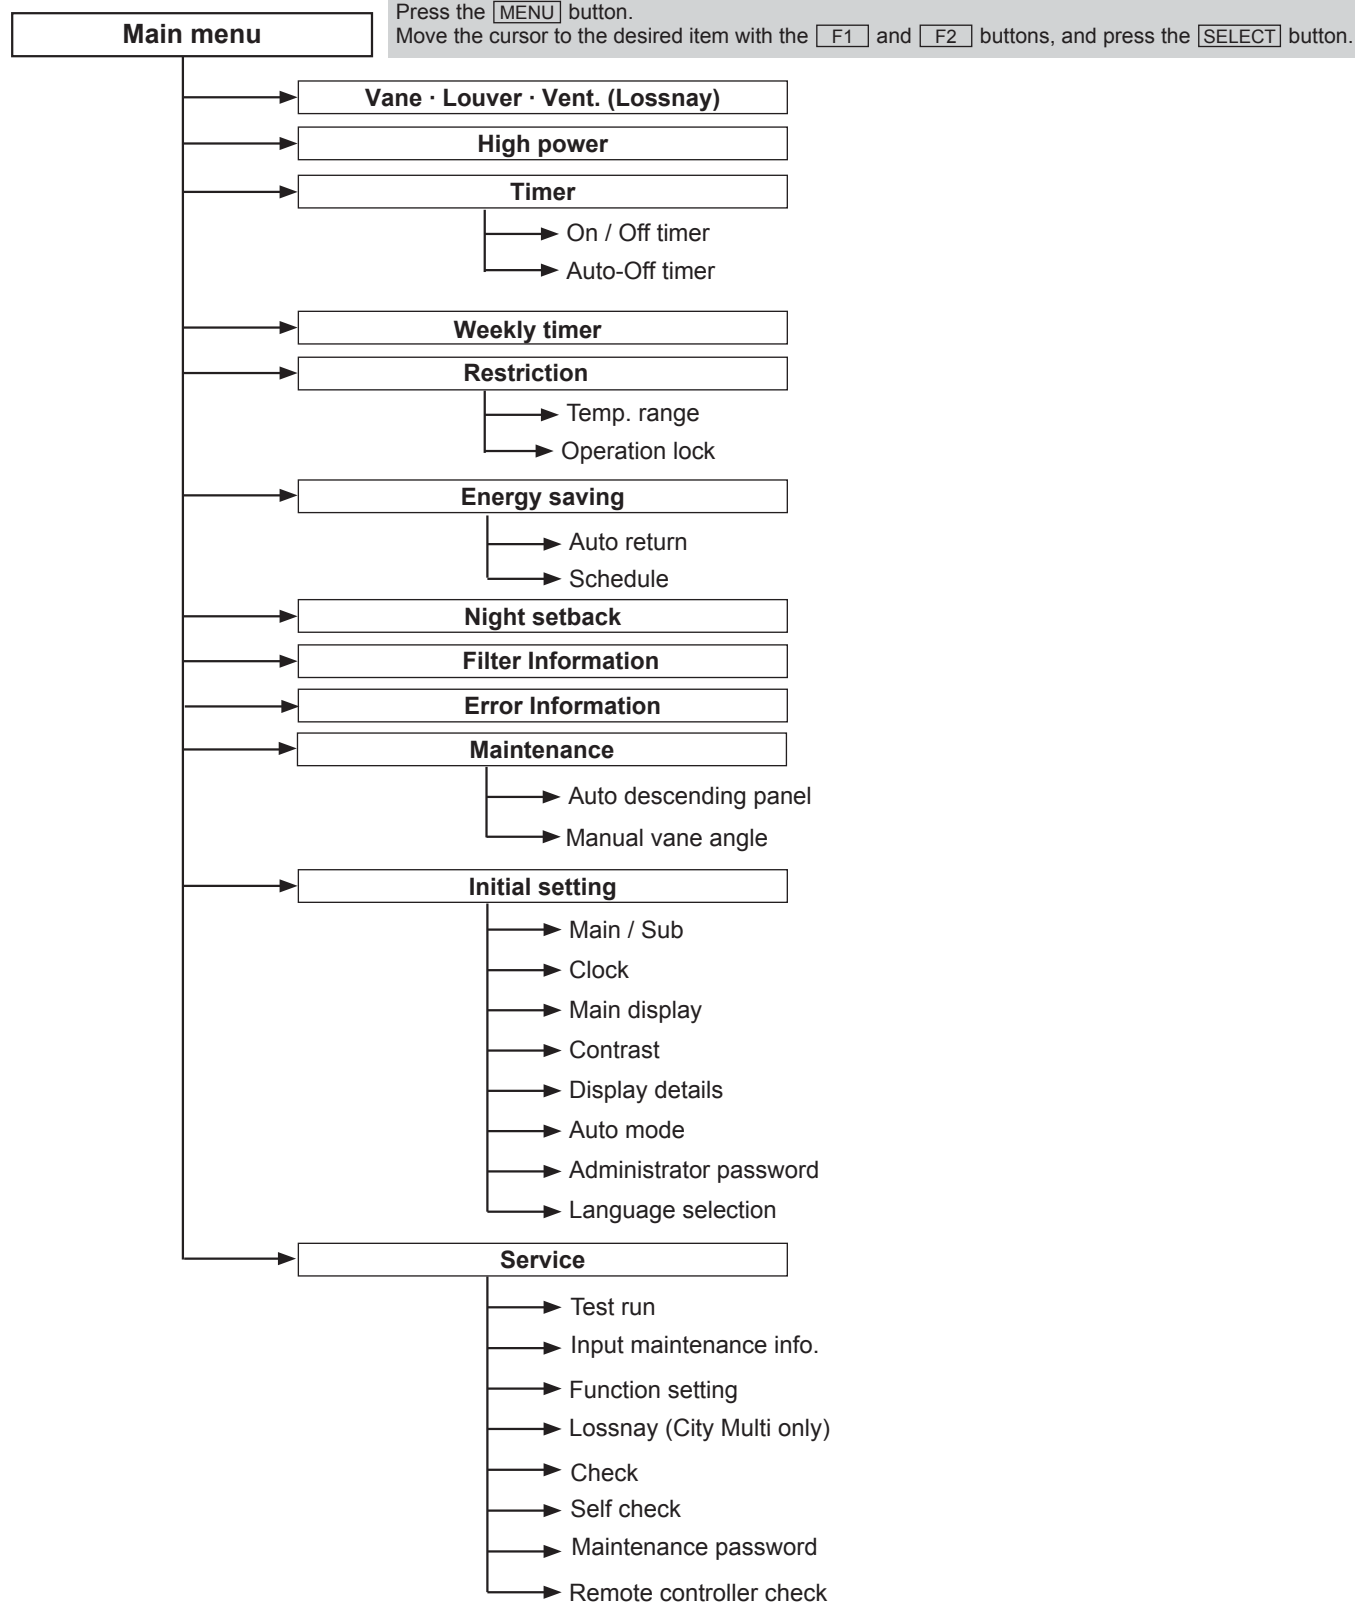 Main menu
Press the MENU button.
Move the cursor to the desired item with the F1 and F2 buttons, and press the SELECT button.
Vane · Louver · Vent. (Lossnay)
High power
Timer
On / Off timer
Auto-Off timer
Weekly timer
Restriction
Temp. range
Operation lock
Energy saving
Auto return
Schedule
Night setback
Filter Information
Error Information
Maintenance
Auto descending panel
Manual vane angle
Initial setting
Main / Sub
Clock
Main display
Contrast
Display details
Auto mode
Administrator password
Language selection
Service
Test run
Input maintenance info.
Function setting
Lossnay (City Multi only)
Check
Self check
Maintenance password
Remote controller check